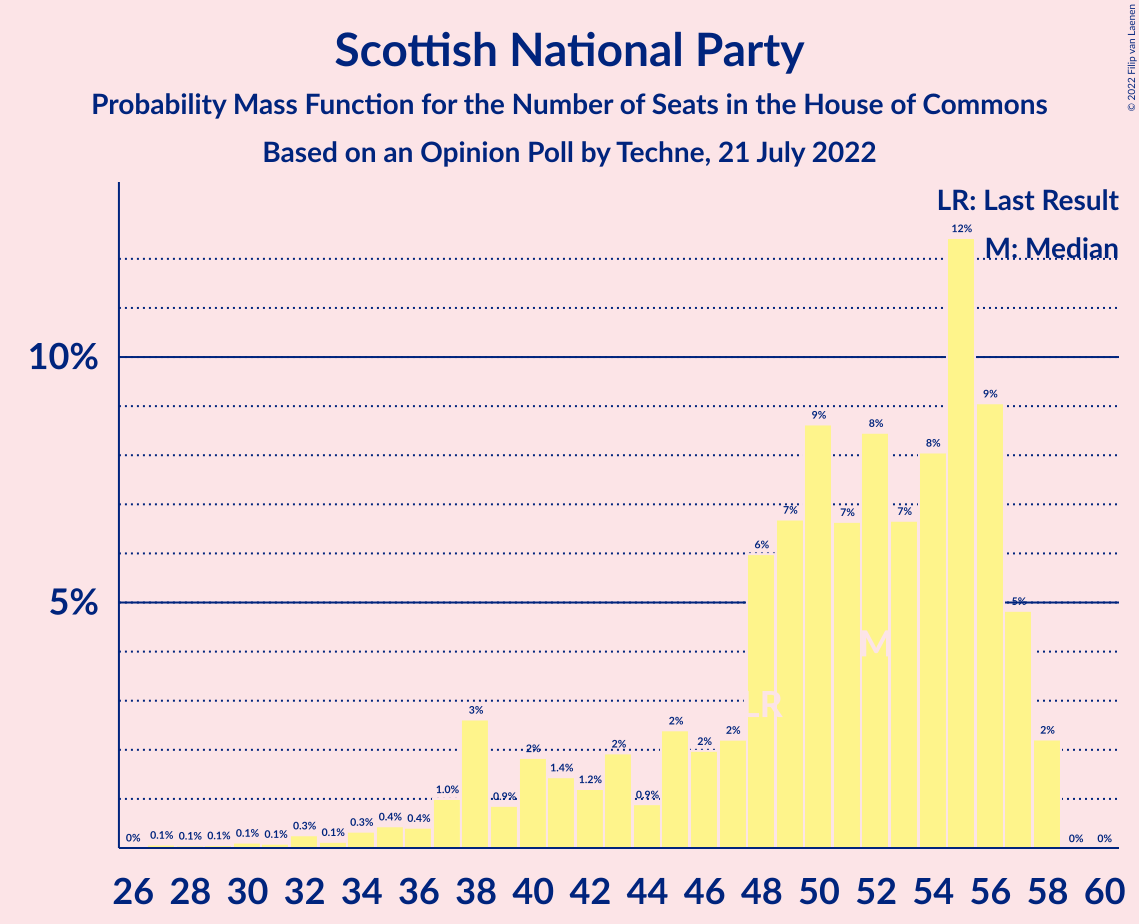 Scottish National Party
Probability Mass Function for the Number of Seats in the House of Commons
Based on an Opinion Poll by Techne, 21 July 2022
© 2022 Filip van Laenen
LR: Last Result
M: Median
10%
5%
0% 0.1% 0.1% 0.1% 0.1% 0.1% 0.3% 0.1% 0.3% 0.4% 0.4% 1.0% 3% 0.9% 2% 1.4% 1.2% 2% 0.9% 2% 2% 2% 6% 7% 9% 7% 8% 7% 8% 12% 9% 5% 2% 0% 0%
LR
M
26 28 30 32 34 36 38 40 42 44 46 48 50 52 54 56 58 60